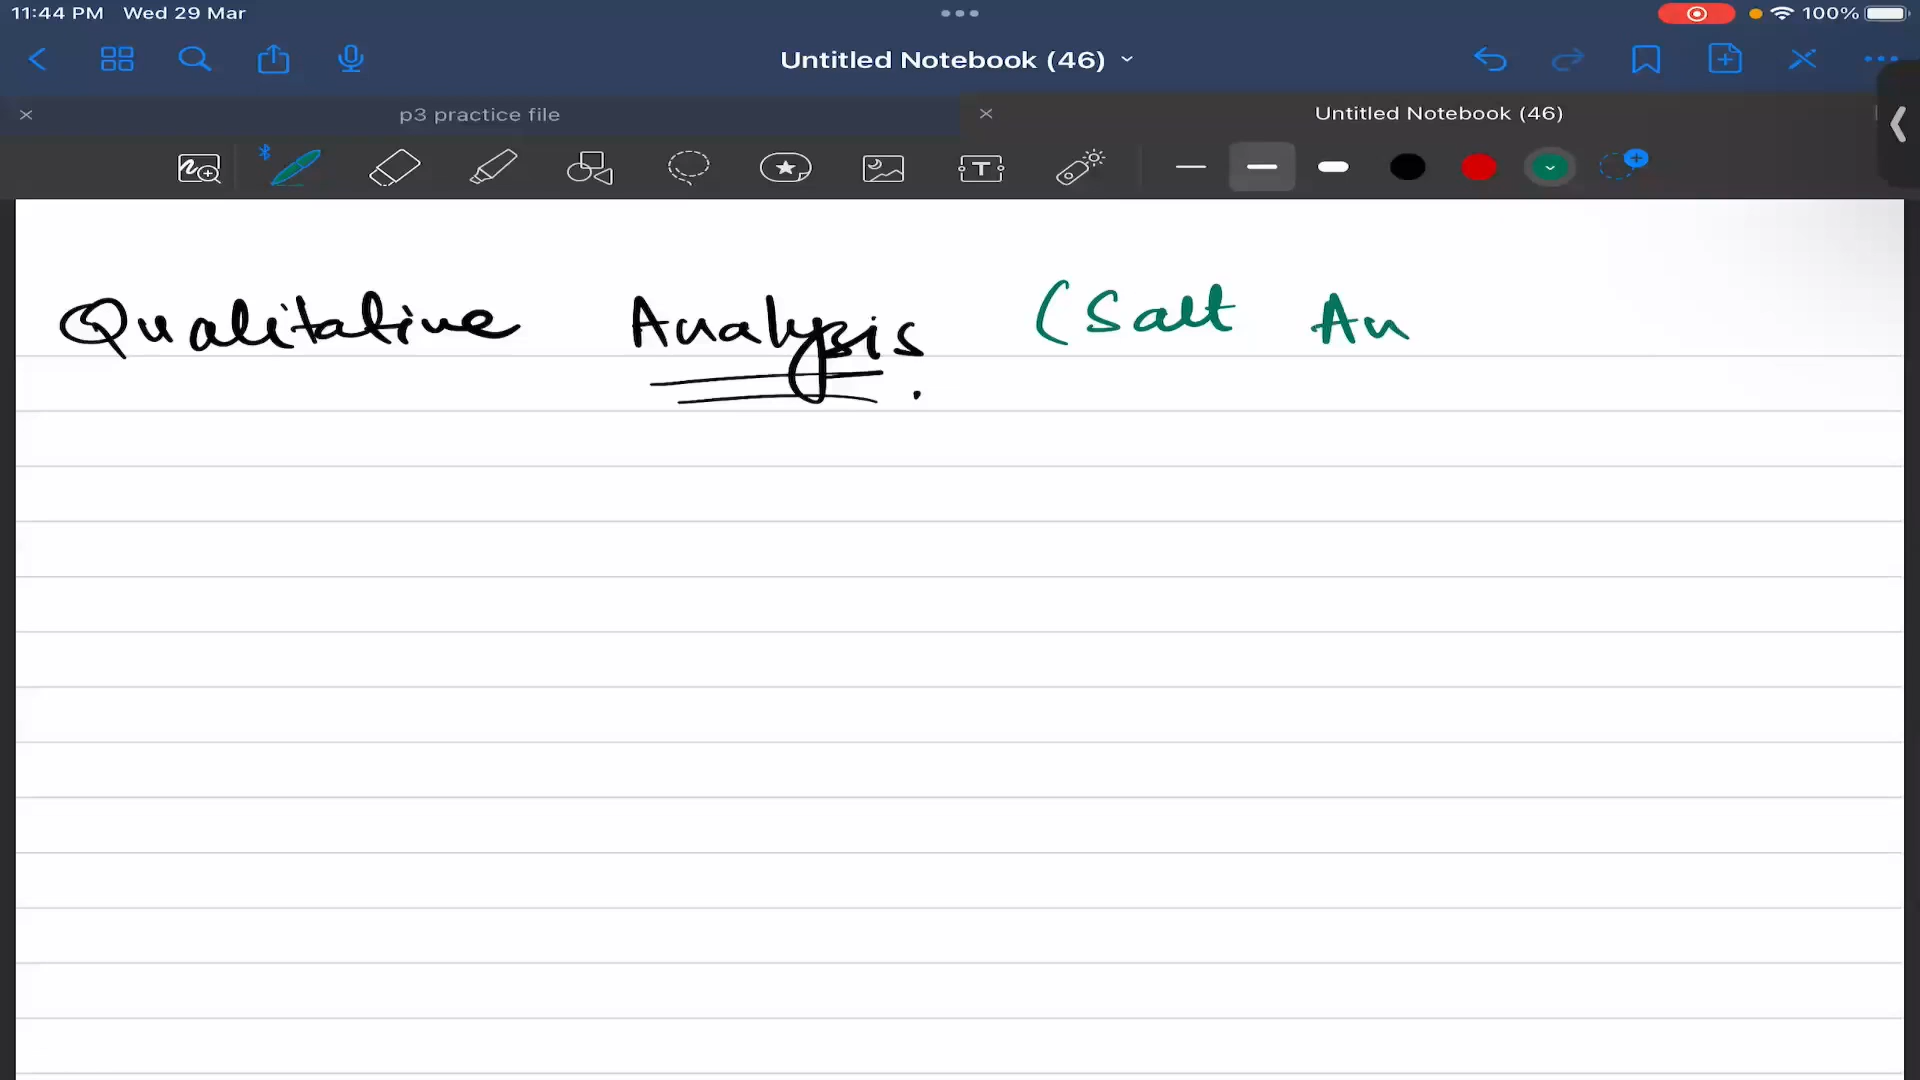 11:44 PM Wed 29 Mar 100%
Untitled Notebook (46)
p3 practice file Untitled Notebook (46)
Qualitative Analysis. (Salt An